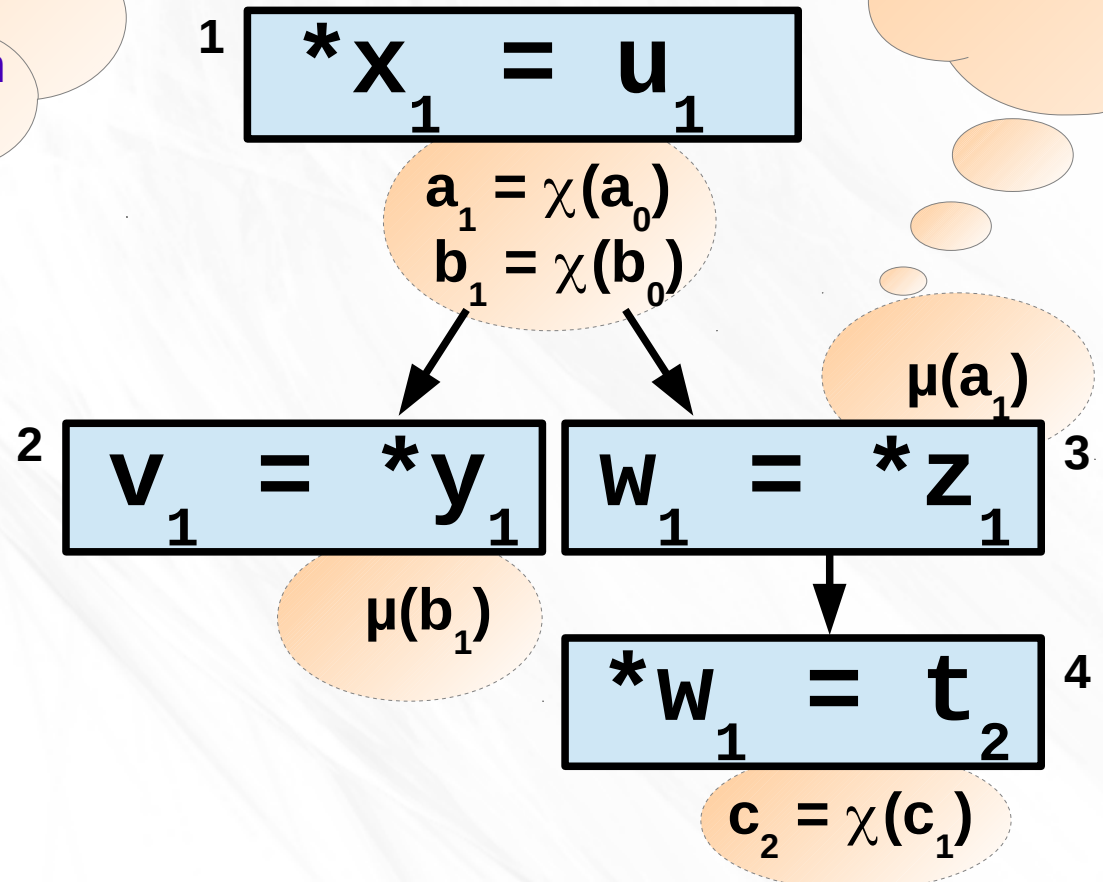 1
*x₁ = u₁
a₁ = χ(a₀)
b₁ = χ(b₀)
μ(a₁)
2
v₁ = *y₁
w₁ = *z₁
3
μ(b₁)
*w₁ = t₂
4
c₂ = χ(c₁)